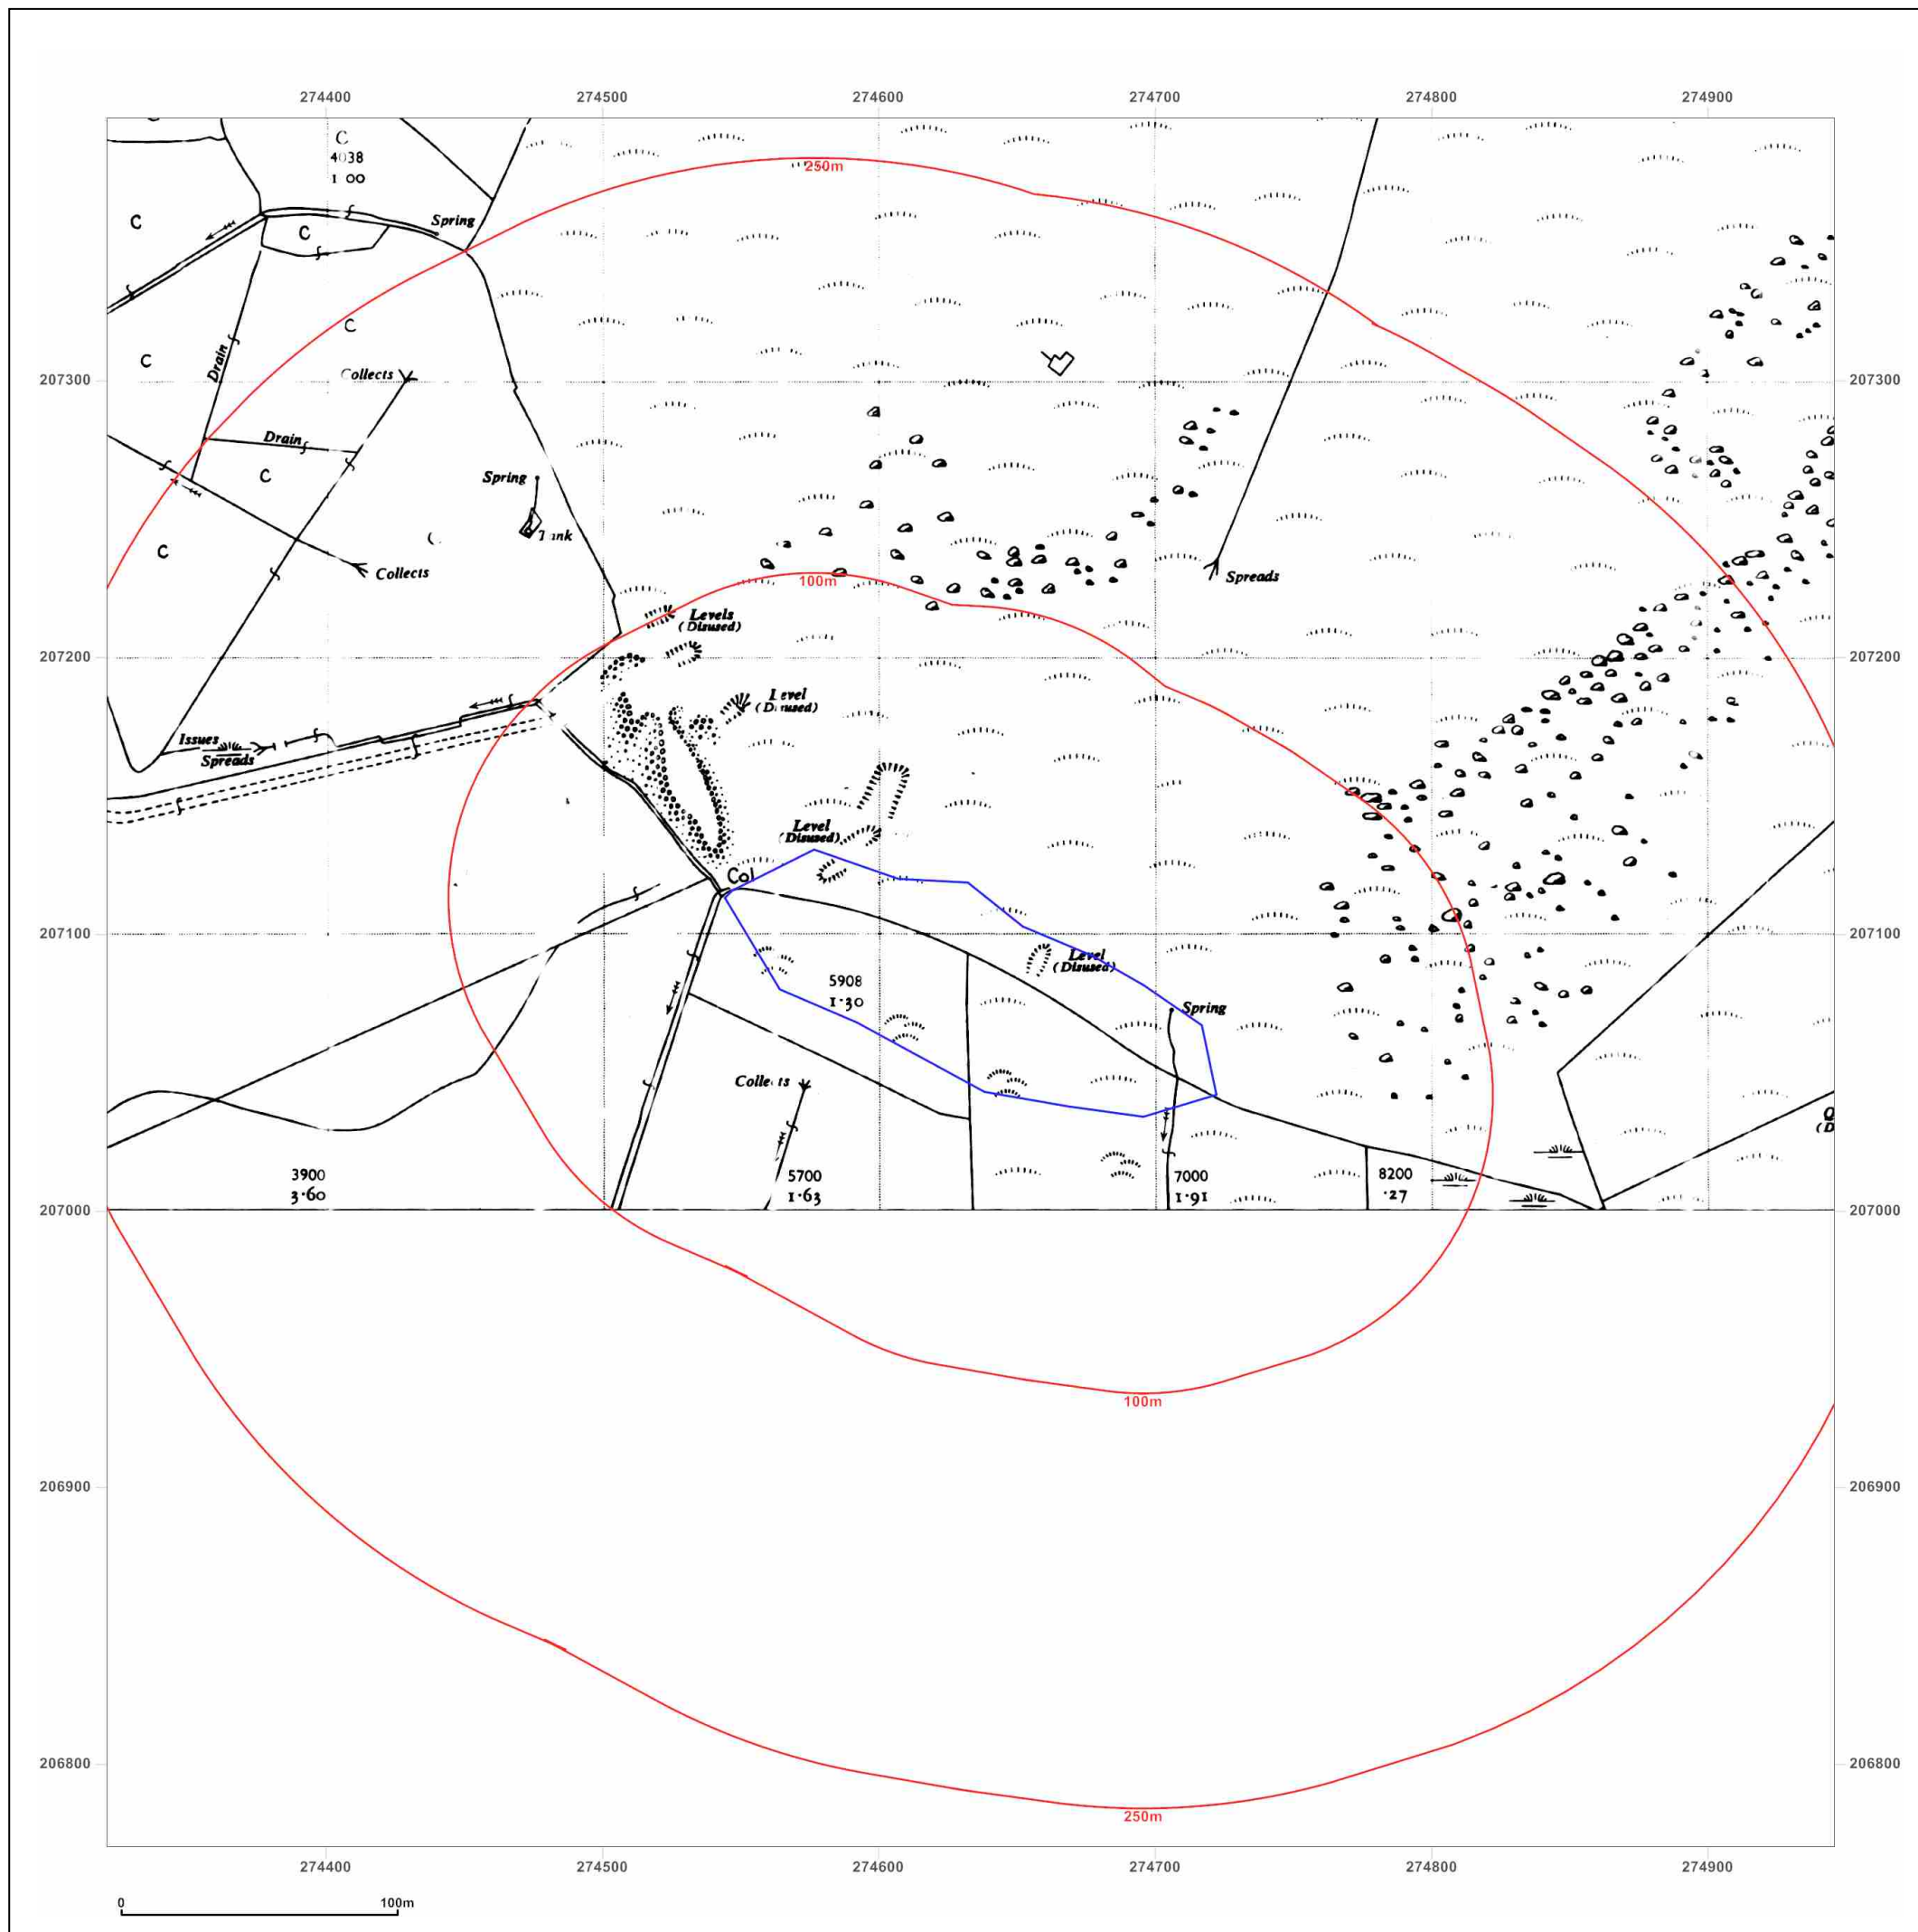 274400
274500
274600
274700
274800
274900
C
4038
1 00
250m
C
C
Spring
C
C
Drain
207300
Collects
207300
Drain
C
Spring
Tank
C
Collects
100m
Spreads
Levels
(Disused)
207200
207200
Level
(Disused)
Issues
Spreads
Level
(Disused)
Col
207100
207100
Level
(Disused)
5908
1·30
Spring
Collects
3900
3·60
5700
1·63
7000
1·91
8200
·27
207000
207000
100m
206900
206900
206800
206800
250m
274400
274500
274600
274700
274800
274900
0
100m